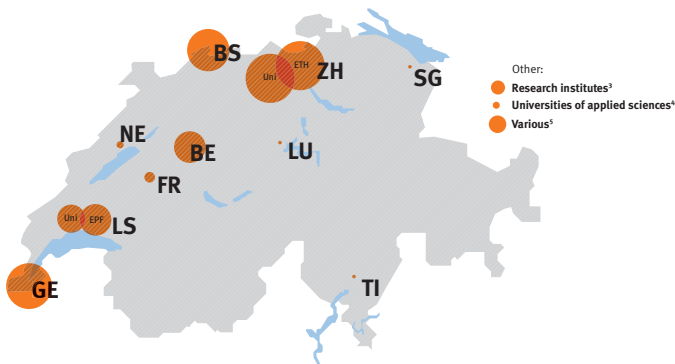 BS
Uni
ETH
ZH
SG
Other:
Research institutes³
Universities of applied sciences⁴
Various⁵
NE
BE
LU
FR
Uni
EPF
LS
GE
TI